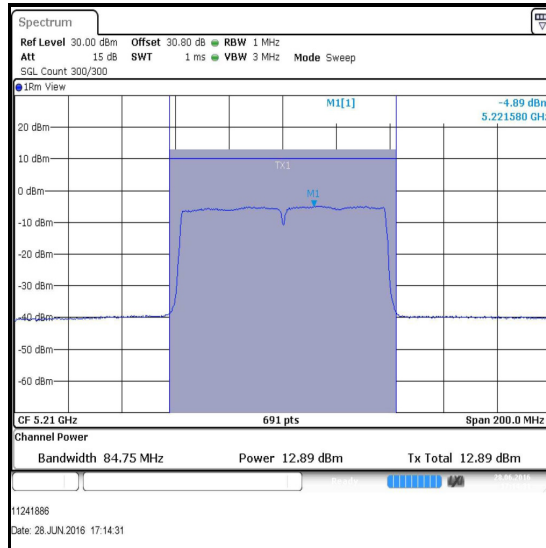 Spectrum
Ref Level 30.00 dBm Offset 30.80 dB RBW 1 MHz
Att 15 dB SWT 1 ms VBW 3 MHz Mode Sweep
SGL Count 300/300
1Rm View
M1[1] -4.89 dBm
5.221580 GHz
20 dBm
10 dBm
TX1
0 dBm
M1
-10 dBm
-20 dBm
-30 dBm
-40 dBm
-50 dBm
-60 dBm
CF 5.21 GHz 691 pts Span 200.0 MHz
Channel Power
Bandwidth 84.75 MHz Power 12.89 dBm Tx Total 12.89 dBm
Ready 28.06.2016
11241886
Date: 28.JUN.2016 17:14:31